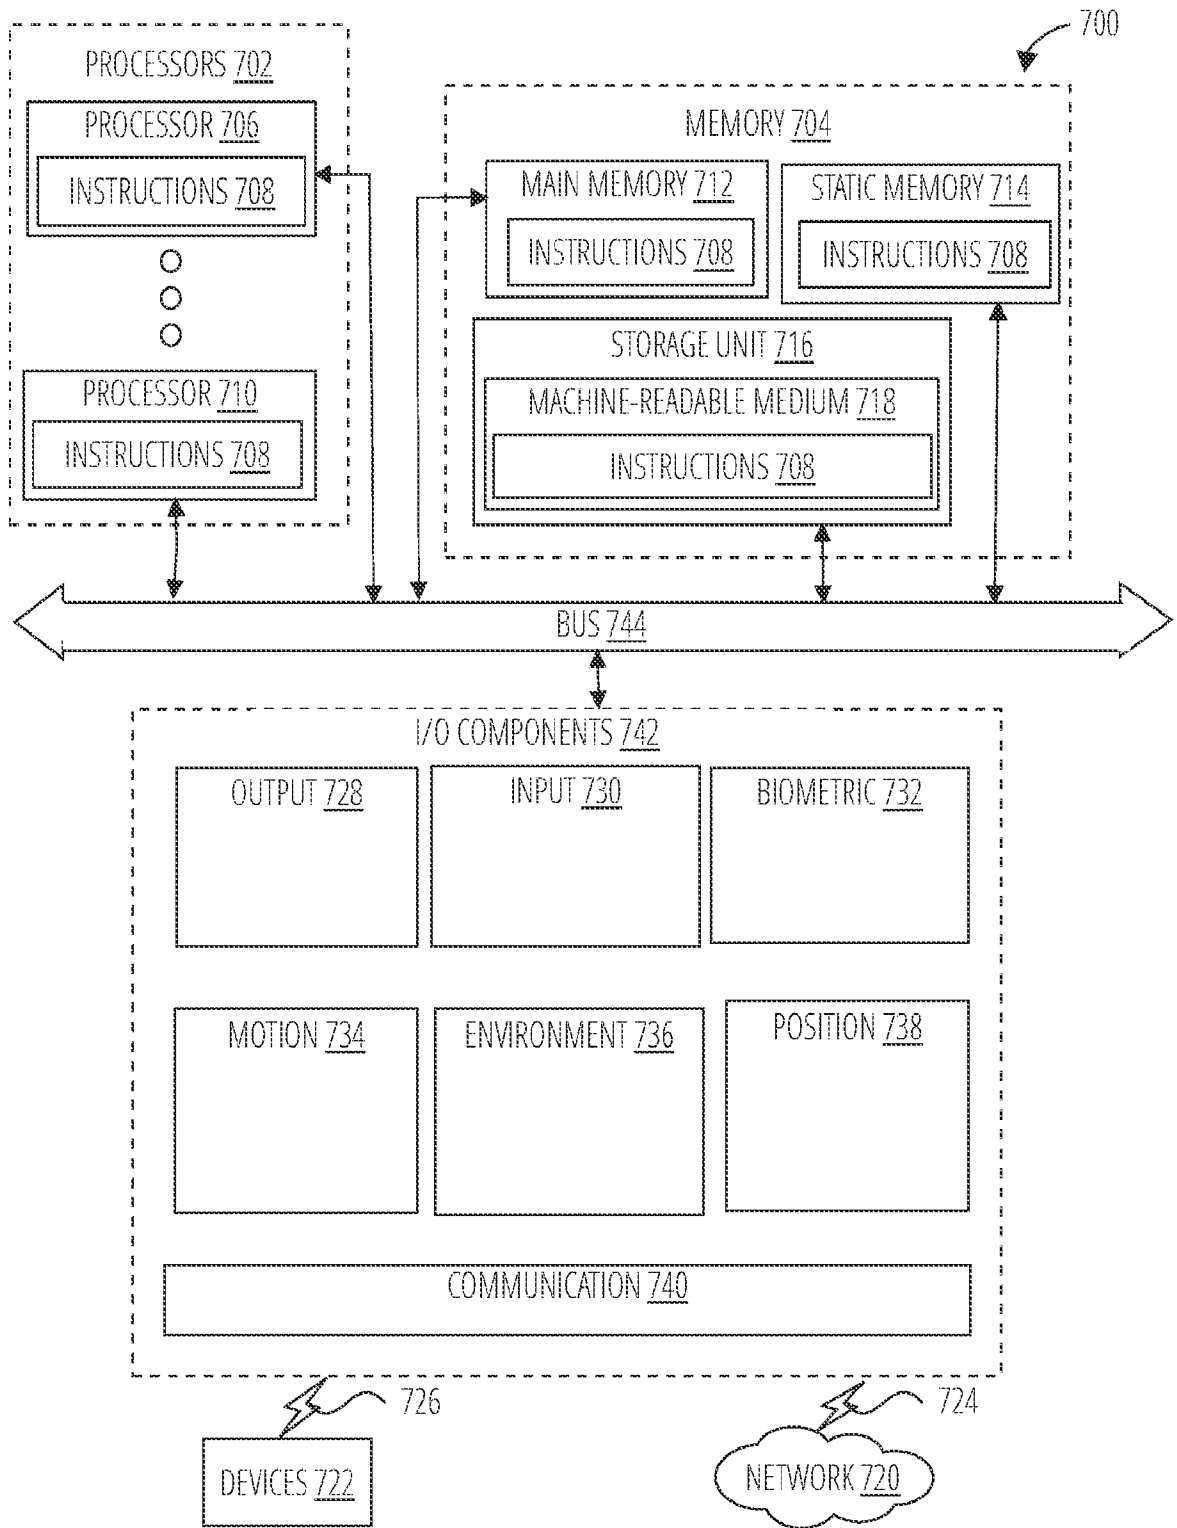 700
PROCESSORS 702
PROCESSOR 706
INSTRUCTIONS 708
PROCESSOR 710
INSTRUCTIONS 708
MEMORY 704
MAIN MEMORY 712
INSTRUCTIONS 708
STATIC MEMORY 714
INSTRUCTIONS 708
STORAGE UNIT 716
MACHINE-READABLE MEDIUM 718
INSTRUCTIONS 708
BUS 744
I/O COMPONENTS 742
OUTPUT 728
INPUT 730
BIOMETRIC 732
MOTION 734
ENVIRONMENT 736
POSITION 738
COMMUNICATION 740
726
724
DEVICES 722
NETWORK 720